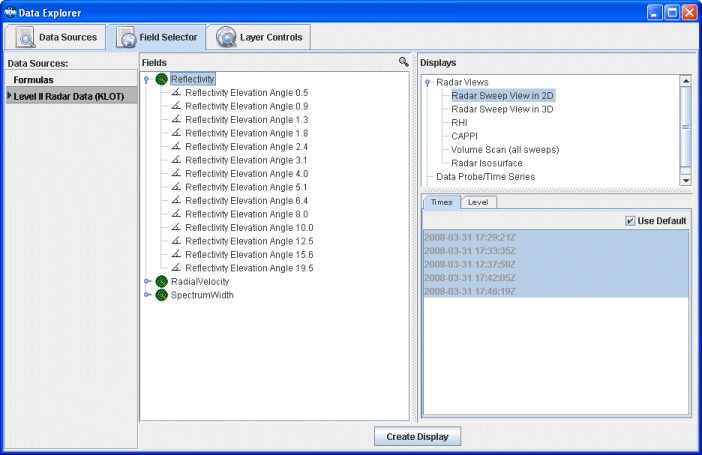 Data Explorer
Data Sources
Field Selector
Layer Controls
Data Sources:
Formulas
Level II Radar Data (KLOT)
Fields
Reflectivity
Reflectivity Elevation Angle 0.5
Reflectivity Elevation Angle 0.9
Reflectivity Elevation Angle 1.3
Reflectivity Elevation Angle 1.8
Reflectivity Elevation Angle 2.4
Reflectivity Elevation Angle 3.1
Reflectivity Elevation Angle 4.0
Reflectivity Elevation Angle 5.1
Reflectivity Elevation Angle 6.4
Reflectivity Elevation Angle 8.0
Reflectivity Elevation Angle 10.0
Reflectivity Elevation Angle 12.5
Reflectivity Elevation Angle 15.6
Reflectivity Elevation Angle 19.5
RadialVelocity
SpectrumWidth
Displays
Radar Views
Radar Sweep View in 2D
Radar Sweep View in 3D
RHI
CAPPI
Volume Scan (all sweeps)
Radar Isosurface
Data Probe/Time Series
Times
Level
Use Default
2008-03-31 17:29:21Z
2008-03-31 17:33:35Z
2008-03-31 17:37:50Z
2008-03-31 17:42:05Z
2008-03-31 17:46:19Z
Create Display